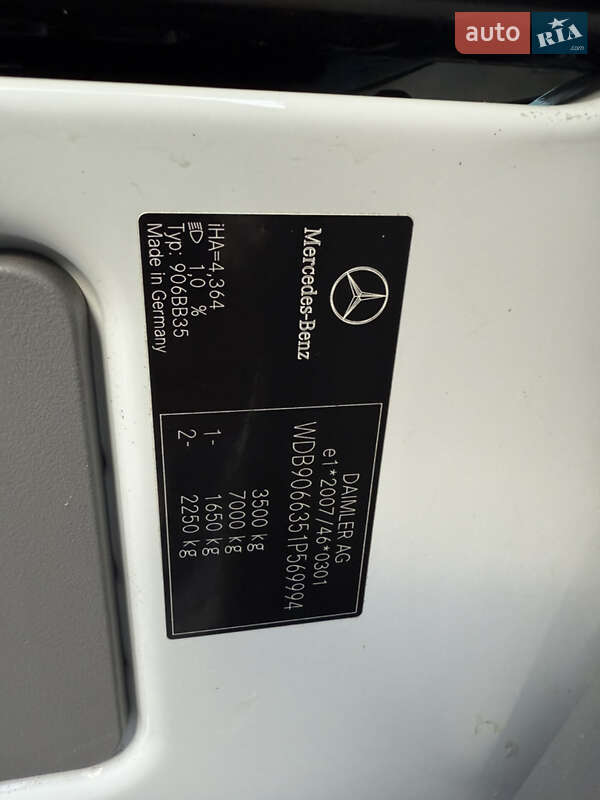 auto
RIA
.com
Mercedes-Benz
iHA=4,364
1,0 %
Typ: 906BB35
Made in Germany
DAIMLER AG
e1*2007/46*0301
WDB9066351P569994
3500 kg
7000 kg
1- 1650 kg
2- 2250 kg